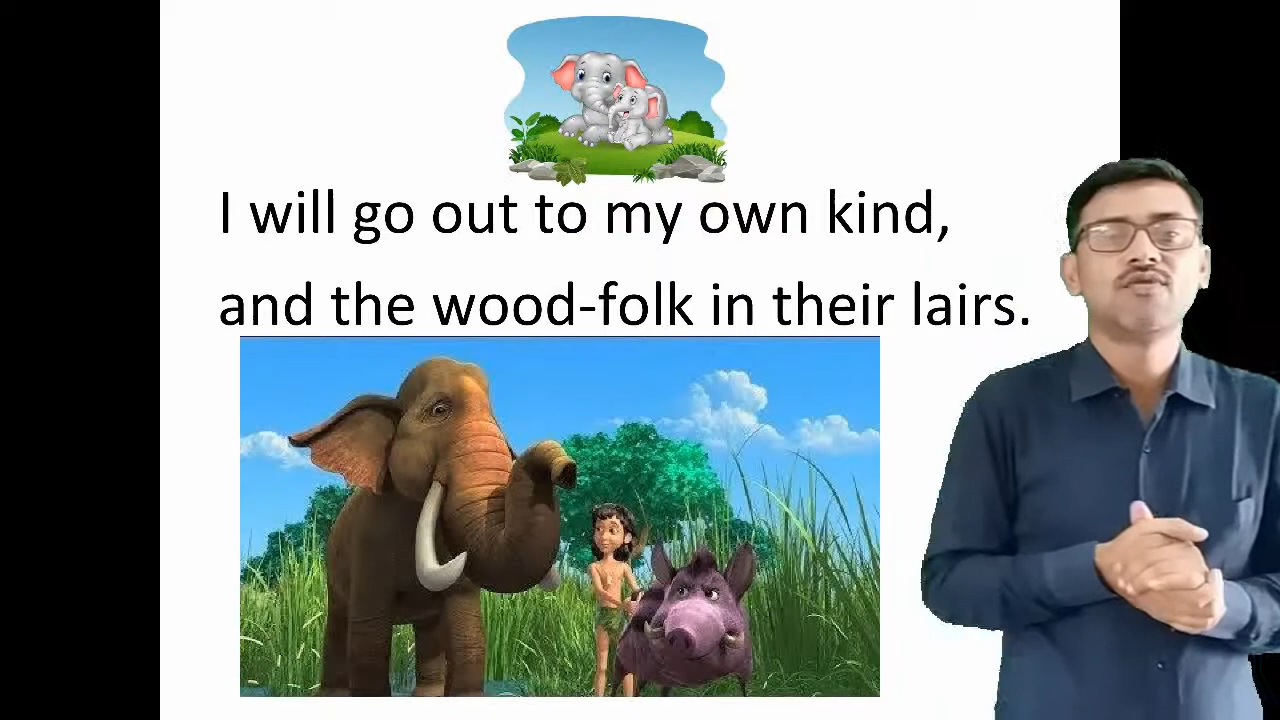 I will go out to my own kind,
and the wood-folk in their lairs.